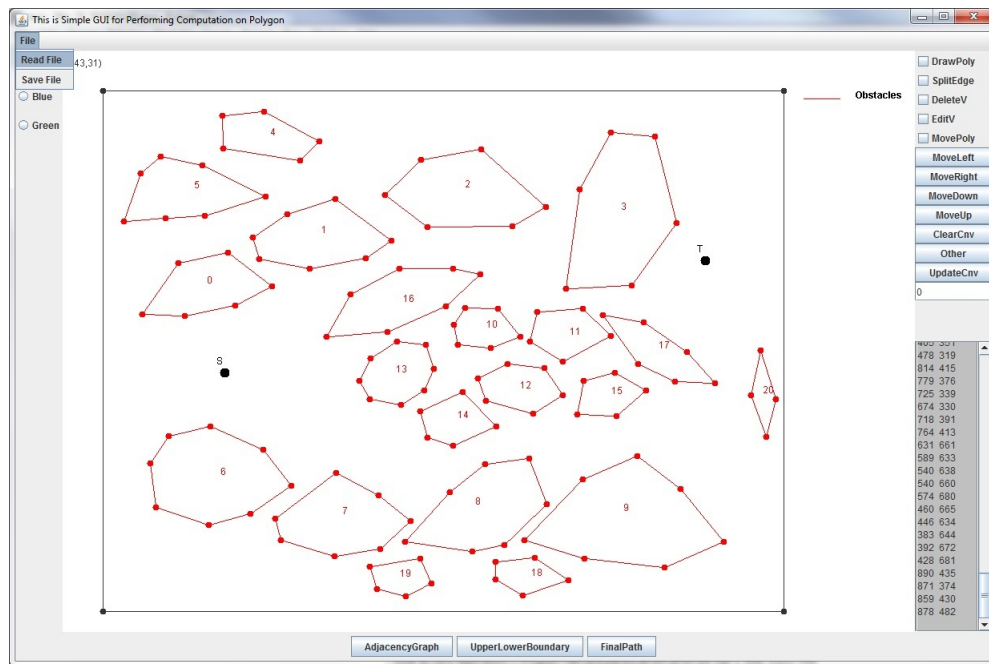 This is Simple GUI for Performing Computation on Polygon
File
Read File
43,31)
Save File
Blue
Green
Obstacles
DrawPoly
SplitEdge
DeleteV
EditV
MovePoly
MoveLeft
MoveRight
MoveDown
MoveUp
ClearCnv
Other
UpdateCnv
0
4
5
2
3
1
T
0
16
10
11
17
S
13
12
15
20
14
6
7
8
9
19
18
465 351
478 319
814 415
779 376
725 339
674 330
718 391
764 413
631 661
589 633
540 638
540 660
574 680
460 665
446 634
383 644
392 672
428 681
890 435
871 374
859 430
878 482
AdjacencyGraph
UpperLowerBoundary
FinalPath